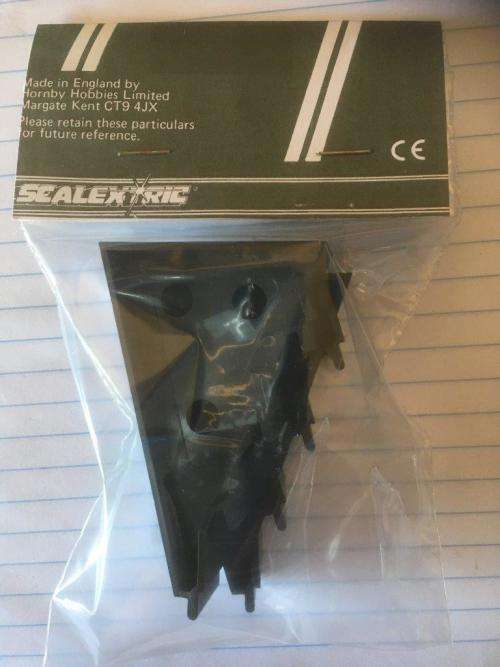 Made in England by
Hornby Hobbies Limited
Margate Kent CT9 4JX
Please retain these particulars
for future reference.
CE
SCALEXTRIC